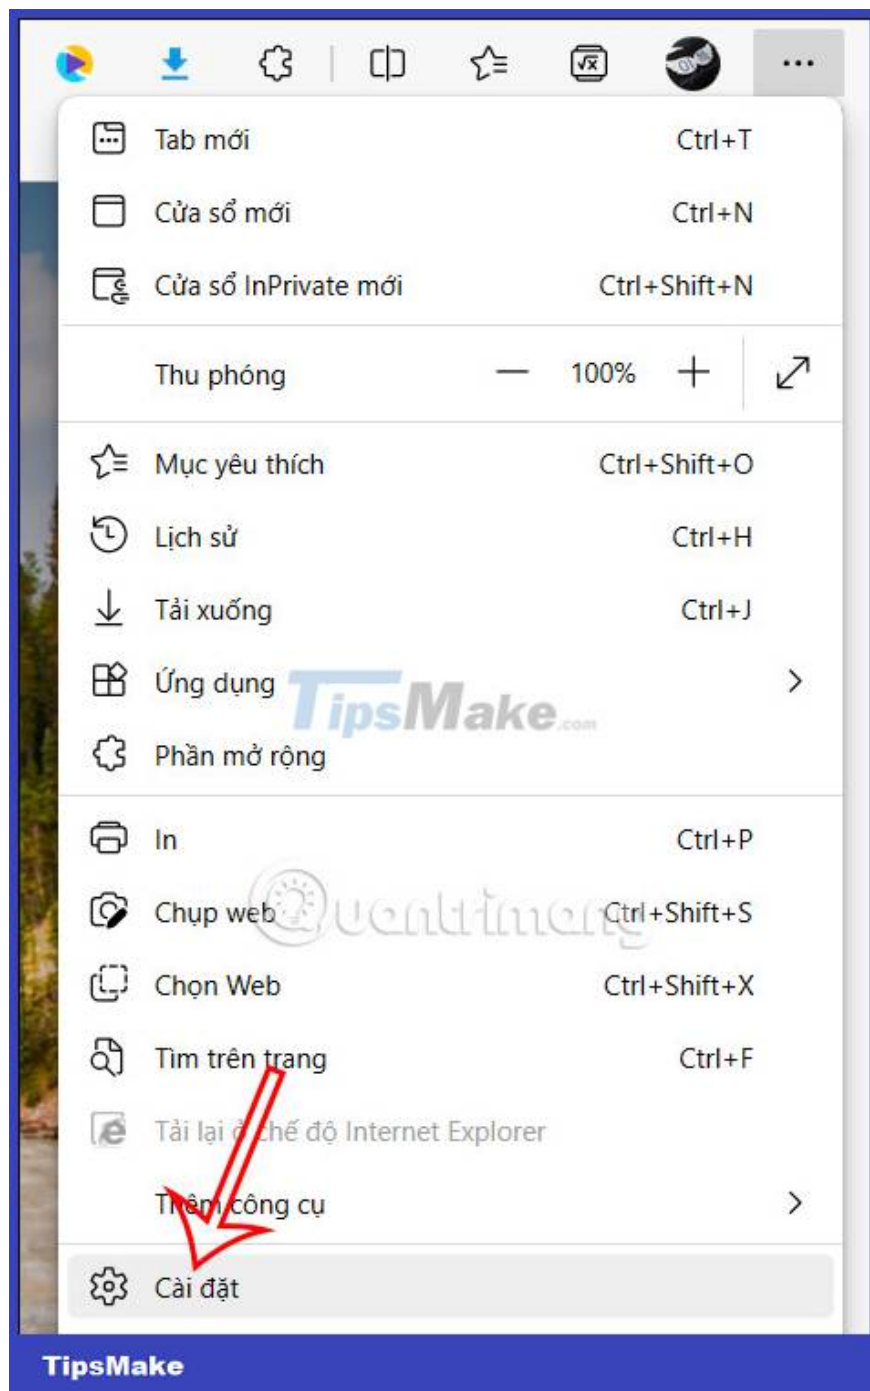 Tab mới Ctrl+T
Cửa sổ mới Ctrl+N
Cửa sổ InPrivate mới Ctrl+Shift+N
Thu phóng 100%
Mục yêu thích Ctrl+Shift+O
Lịch sử Ctrl+H
Tải xuống Ctrl+J
Ứng dụng
TipsMake.com
Phần mở rộng
In Ctrl+P
Chụp web Ctrl+Shift+S
Quantrimang
Chọn Web Ctrl+Shift+X
Tìm trên trang Ctrl+F
Tải lại ở chế độ Internet Explorer
Thêm công cụ
Cài đặt
TipsMake